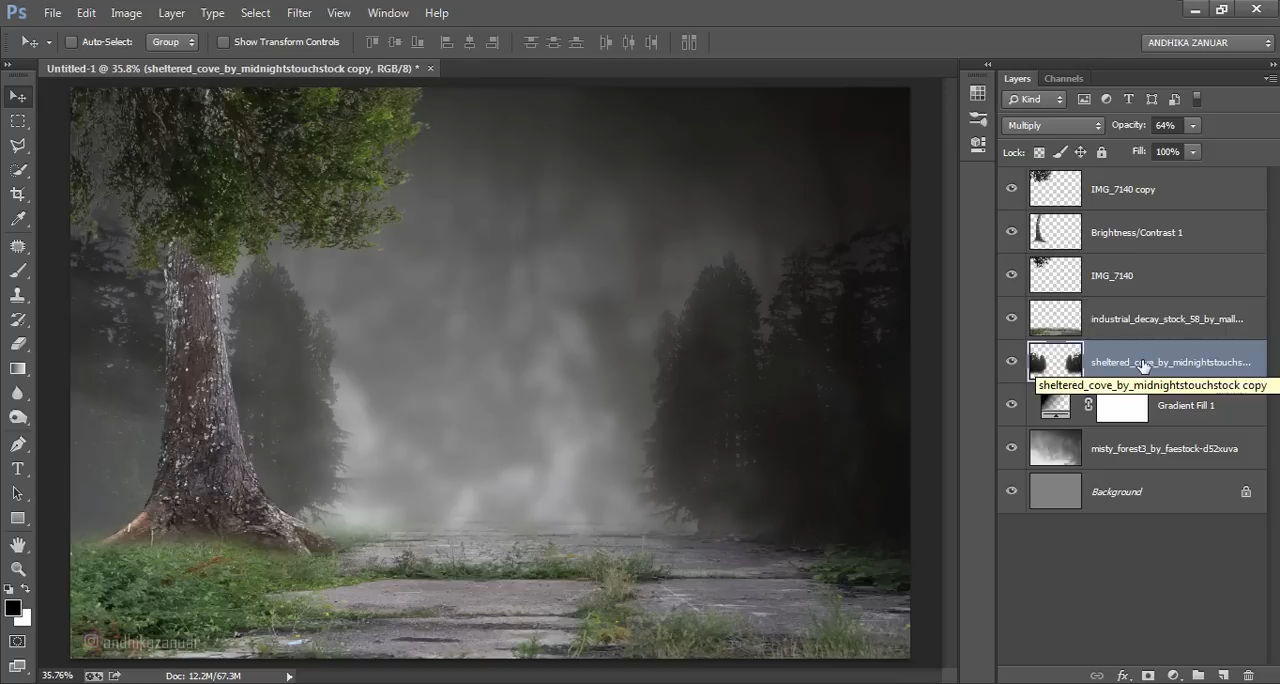 Ps File Edit Image Layer Type Select Filter View Window Help
Auto-Select: Group Show Transform Controls ANDHIKA ZANUAR
Untitled-1 @ 35.8% (sheltered_cove_by_midnightstouchstock copy, RGB/8) * ×
Layers Channels
Kind
Multiply Opacity: 64%
Lock: Fill: 100%
IMG_7140 copy
Brightness/Contrast 1
IMG_7140
industrial_decay_stock_58_by_mall...
sheltered_cove_by_midnightstouchs...
sheltered_cove_by_midnightstouchstock copy
Gradient Fill 1
misty_forest3_by_faestock-d52xuva
Background
andhikazanuar
35.76% Doc: 12.2M/67.3M